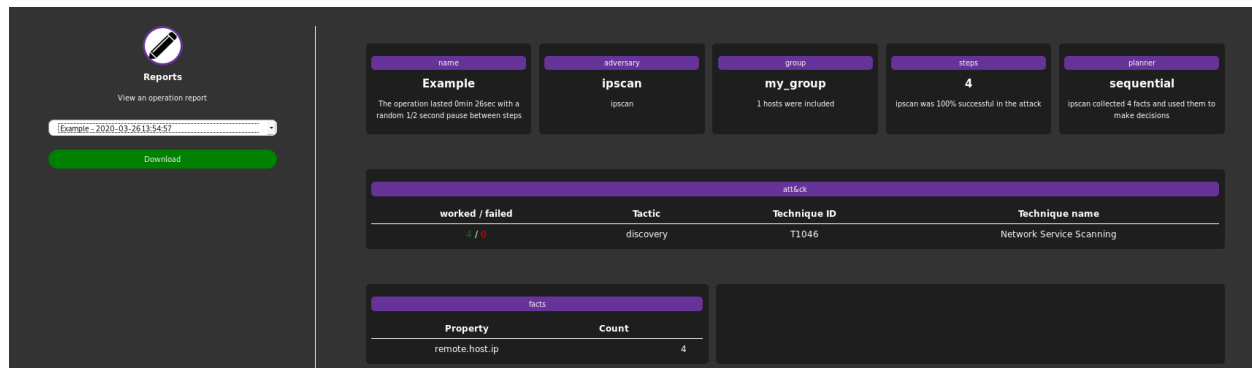 Reports
View an operation report
Example - 2020-03-2613:54:57
Download
name
Example
The operation lasted 0min 26sec with a
random 1/2 second pause between steps
adversary
ipscan
ipscan
group
my_group
1 hosts were included
steps
4
ipscan was 100% successful in the attack
planner
sequential
ipscan collected 4 facts and used them to
make decisions
att&ck
worked / failed Tactic Technique ID Technique name
4 / 0 discovery T1046 Network Service Scanning
facts
Property Count
remote.host.ip 4